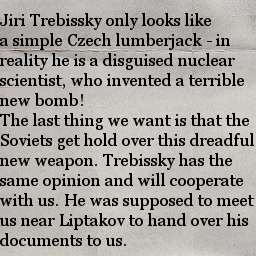 Jiri Trebissky only looks like
a simple Czech lumberjack - in
reality he is a disguised nuclear
scientist, who invented a terrible
new bomb!
The last thing we want is that the
Soviets get hold over this dreadful
new weapon. Trebissky has the
same opinion and will cooperate
with us. He was supposed to meet
us near Liptakov to hand over his
documents to us.